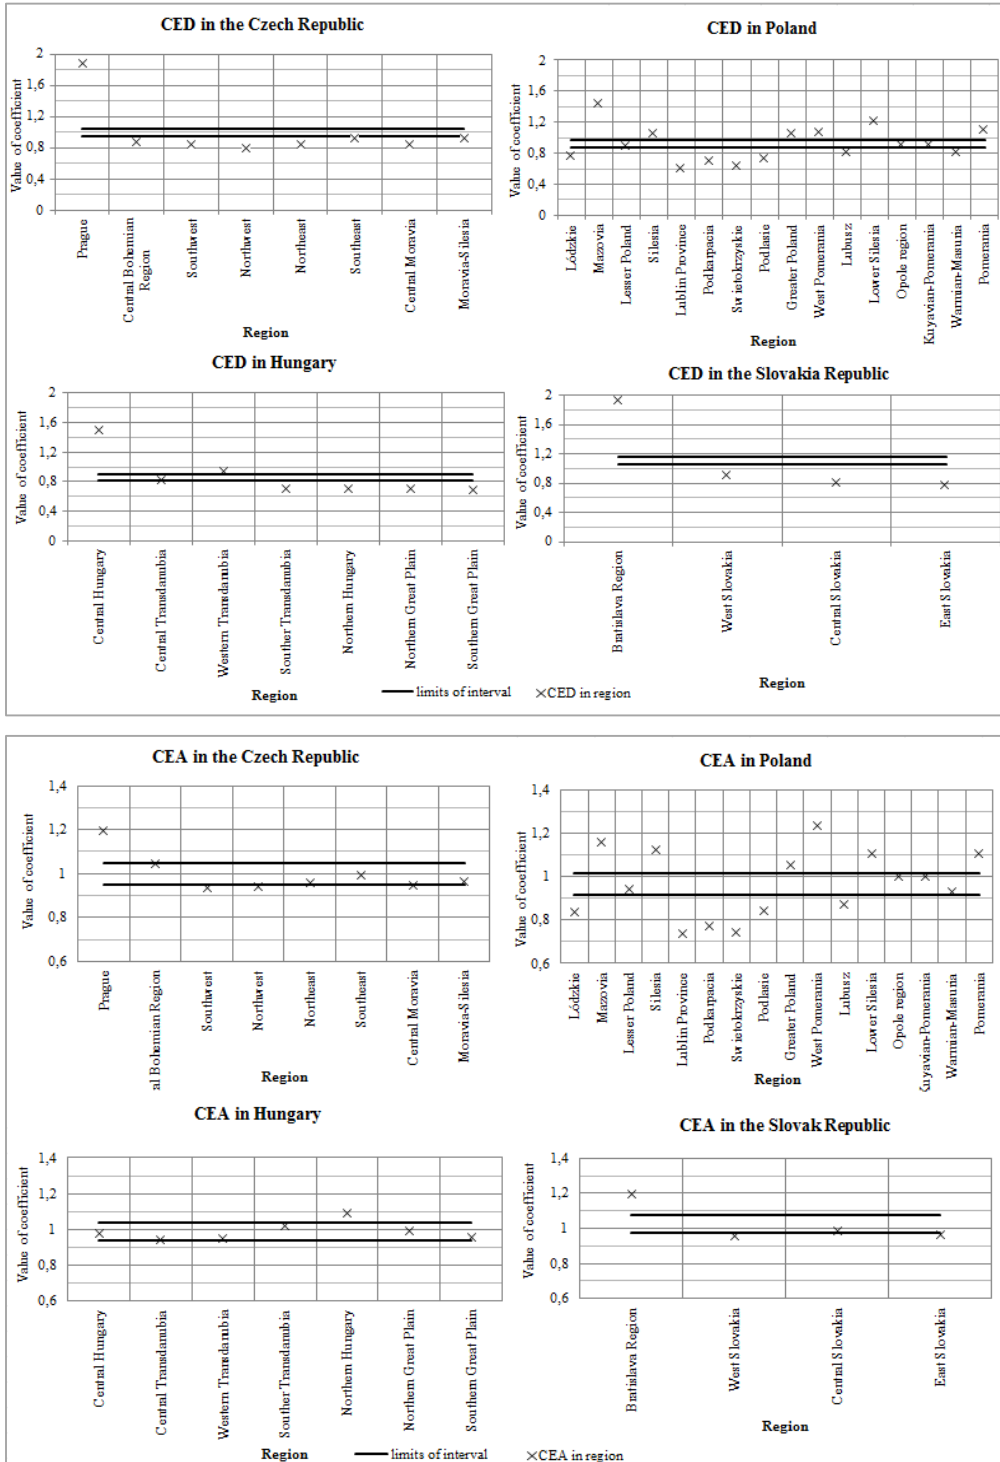 CED in the Czech Republic
Value of coefficient
2
1,6
1,2
0,8
0,4
0
Prague
Central Bohemian
Region
Southwest
Northwest
Northeast
Southeast
Central Moravia
Moravia-Silesia
Region
CED in Poland
Value of coefficient
2
1,6
1,2
0,8
0,4
0
Lódzkie
Mazovia
Lesser Poland
Silesia
Lublin Province
Podkarpacia
Swietokrzyskie
Podlasie
Greater Poland
West Pomerania
Lubusz
Lower Silesia
Opole region
Kuyavian-Pomerania
Warmian-Masuria
Pomerania
Region
CED in Hungary
Value of coefficient
2
1,6
1,2
0,8
0,4
0
Central Hungary
Central Transdanubia
Western Transdanubia
Souther Transdanubia
Northern Hungary
Northern Great Plain
Southern Great Plain
Region
CED in the Slovakia Republic
Value of coefficient
2
1,6
1,2
0,8
0,4
0
Bratislava Region
West Slovakia
Central Slovakia
East Slovakia
Region
limits of interval
CED in region
CEA in the Czech Republic
Value of coefficient
1,4
1,2
1
0,8
0,6
Prague
al Bohemian Region
Southwest
Northwest
Northeast
Southeast
Central Moravia
Moravia-Silesia
Region
CEA in Poland
Value of coefficient
1,4
1,2
1
0,8
0,6
Lódzkie
Mazovia
Lesser Poland
Silesia
Lublin Province
Podkarpacia
Swietokrzyskie
Podlasie
Greater Poland
West Pomerania
Lubusz
Lower Silesia
Opole region
Kuyavian-Pomerania
Warmian-Masuria
Pomerania
Region
CEA in Hungary
Value of coefficient
1,4
1,2
1
0,8
0,6
Central Hungary
Central Transdanubia
Western Transdanubia
Souther Transdanubia
Northern Hungary
Northern Great Plain
Southern Great Plain
Region
CEA in the Slovak Republic
Value of coefficient
1,4
1,2
1
0,8
0,6
Bratislava Region
West Slovakia
Central Slovakia
East Slovakia
Region
limits of interval
CEA in region